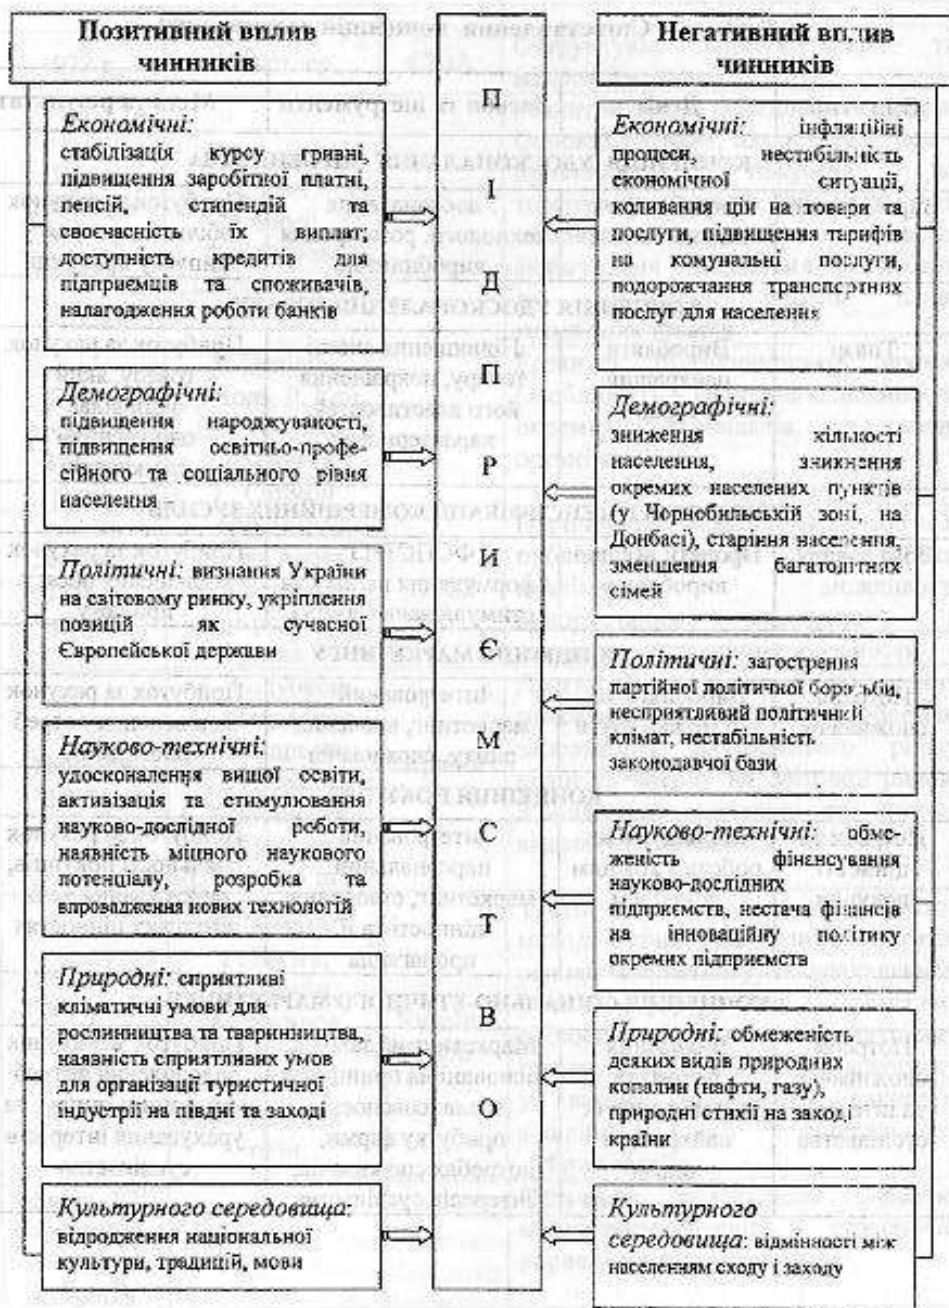 Позитивний вплив
чинників
Економічні:
стабілізація курсу гривні,
підвищення заробітної платні,
пенсій, стипендій та
своєчасність їх виплат;
доступність кредитів для
підприємців та споживачів,
налагодження роботи банків
Демографічні:
підвищення народжуваності,
підвищення освітньо-профе-
сійного та соціального рівня
населення
Політичні: визнання України
на світовому ринку, укріплення
позицій як сучасної
Європейської держави
Науково-технічні:
удосконалення вищої освіти,
активізація та стимулювання
науково-дослідної роботи,
наявність міцного наукового
потенціалу, розробка та
впровадження нових технологій
Природні: сприятливі
кліматичні умови для
рослинництва та тваринництва,
наявність сприятливих умов
для організації туристичної
індустрії на півдні та заході
Культурного середовища:
відродження національної
культури, традицій, мови
П
І
Д
П
Р
И
Є
М
С
Т
В
О
Негативний вплив
чинників
Економічні: інфляційні
процеси, нестабільність
економічної ситуації,
коливання цін на товари та
послуги, підвищення тарифів
на комунальні послуги,
подорожчання транспортних
послуг для населення
Демографічні:
зниження кількості
населення, зникнення
окремих населених пунктів
(у Чорнобильській зоні, на
Донбасі), старіння населення,
зменшення багатодітних
сімей
Політичні: загострення
партійної політичної боротьби,
несприятливий політичний
клімат, нестабільність
законодавчої бази
Науково-технічні: обме-
женість фінансування
науково-дослідних
підприємств, нестача фінансів
на інноваційну політику
окремих підприємств
Природні: обмеженість
деяких видів природних
копалин (нафти, газу),
природні стихії на заході
країни
Культурного
середовища: відмінності між
населенням сходу і заходу